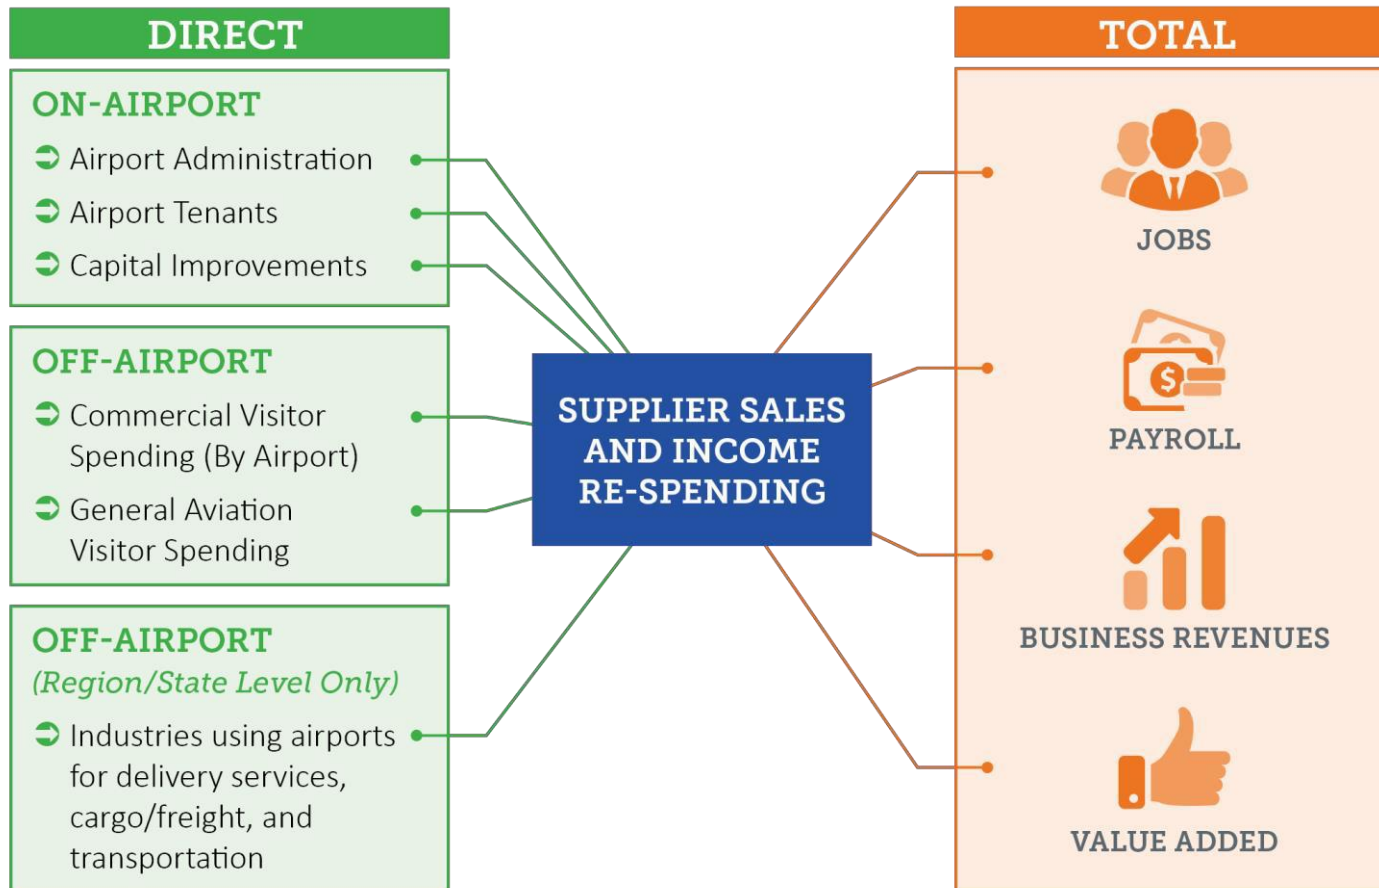 DIRECT
ON-AIRPORT
Airport Administration
Airport Tenants
Capital Improvements
OFF-AIRPORT
Commercial Visitor
Spending (By Airport)
General Aviation
Visitor Spending
OFF-AIRPORT
(Region/State Level Only)
Industries using airports
for delivery services,
cargo/freight, and
transportation
SUPPLIER SALES
AND INCOME
RE-SPENDING
TOTAL
JOBS
$
PAYROLL
BUSINESS REVENUES
VALUE ADDED